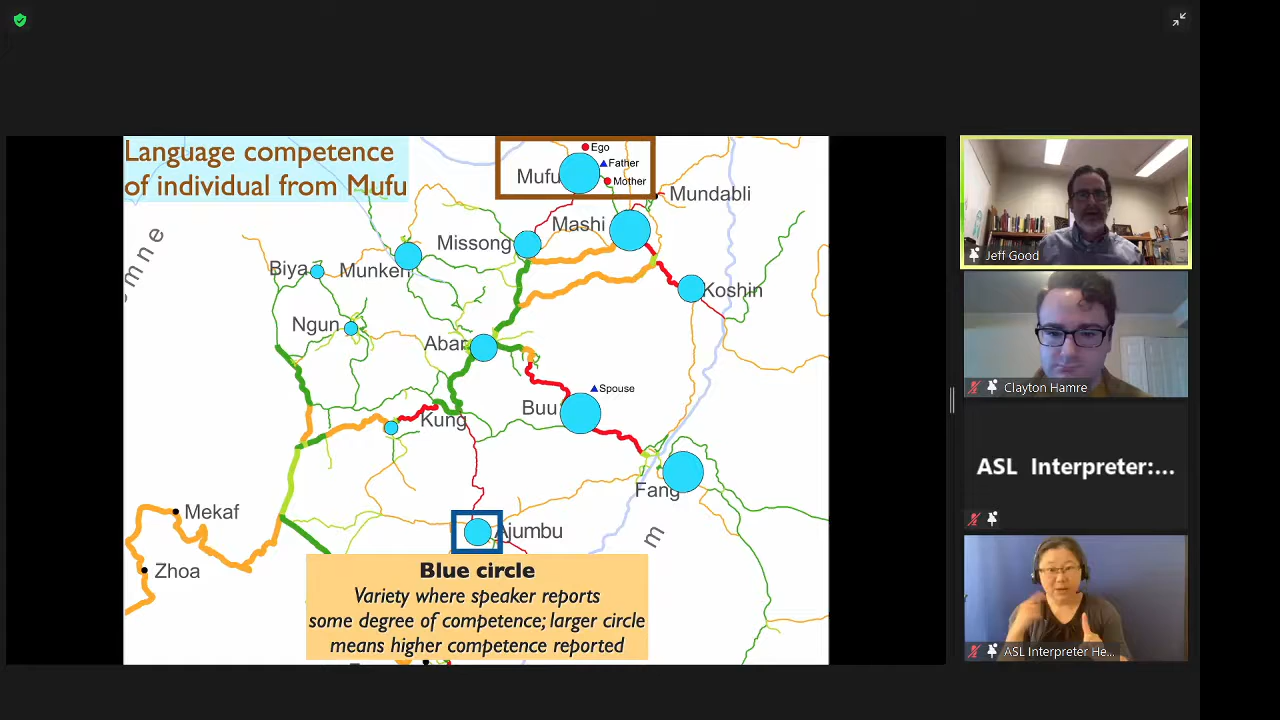 Language competence
of individual from Mufu
Ego
Father
Mufu
Mother
Mundabli
Mashi
Missong
Biya
Munken
Koshin
Ngun
Abar
Spouse
Buu
Kung
Fang
Mekaf
Ajumbu
Zhoa
emne
m
Blue circle
Variety where speaker reports
some degree of competence; larger circle
means higher competence reported
Jeff Good
Clayton Hamre
ASL Interpreter:...
ASL Interpreter He...